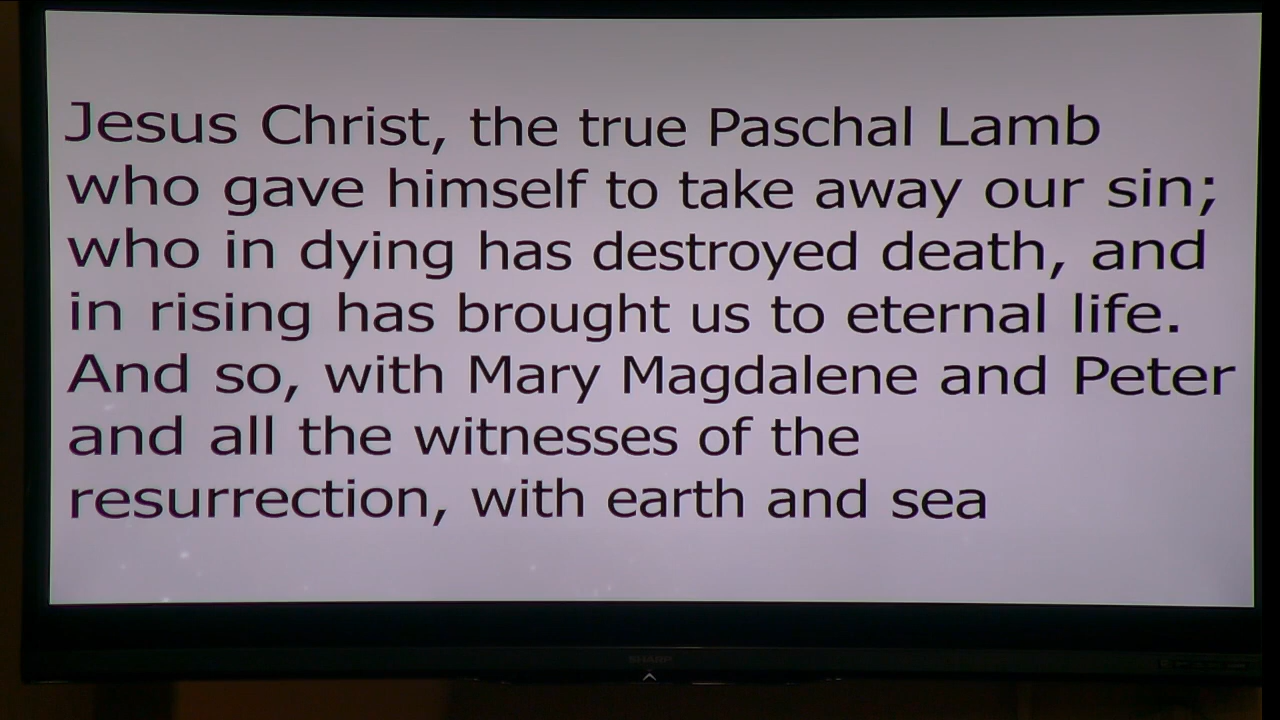 Jesus Christ, the true Paschal Lamb
who gave himself to take away our sin;
who in dying has destroyed death, and
in rising has brought us to eternal life.
And so, with Mary Magdalene and Peter
and all the witnesses of the
resurrection, with earth and sea
SHARP